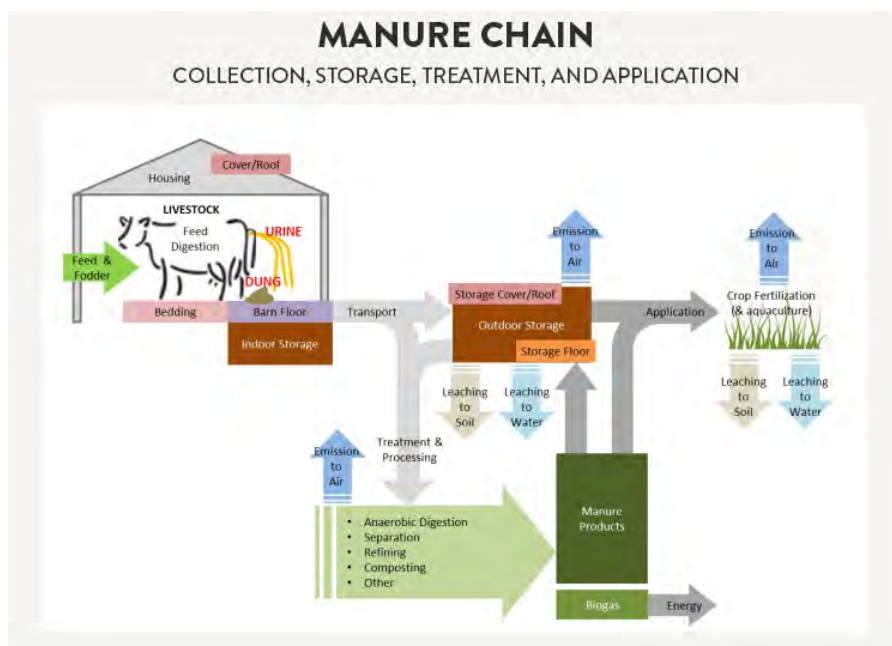 MANURE CHAIN
COLLECTION, STORAGE, TREATMENT, AND APPLICATION
Cover/Roof
Housing
LIVESTOCK
Feed
Digestion
URINE
Feed &
Fodder
DUNG
Bedding
Barn Floor
Indoor Storage
Transport
Emission
to
Air
Storage Cover/Roof
Outdoor Storage
Storage Floor
Application
Emission
to
Air
Crop Fertilization
(& aquaculture)
Leaching
to
Soil
Leaching
to
Water
Leaching
to
Soil
Leaching
to
Water
Treatment &
Processing
Emission
to
Air
• Anaerobic Digestion
• Separation
• Refining
• Composting
• Other
Manure
Products
Biogas
Energy